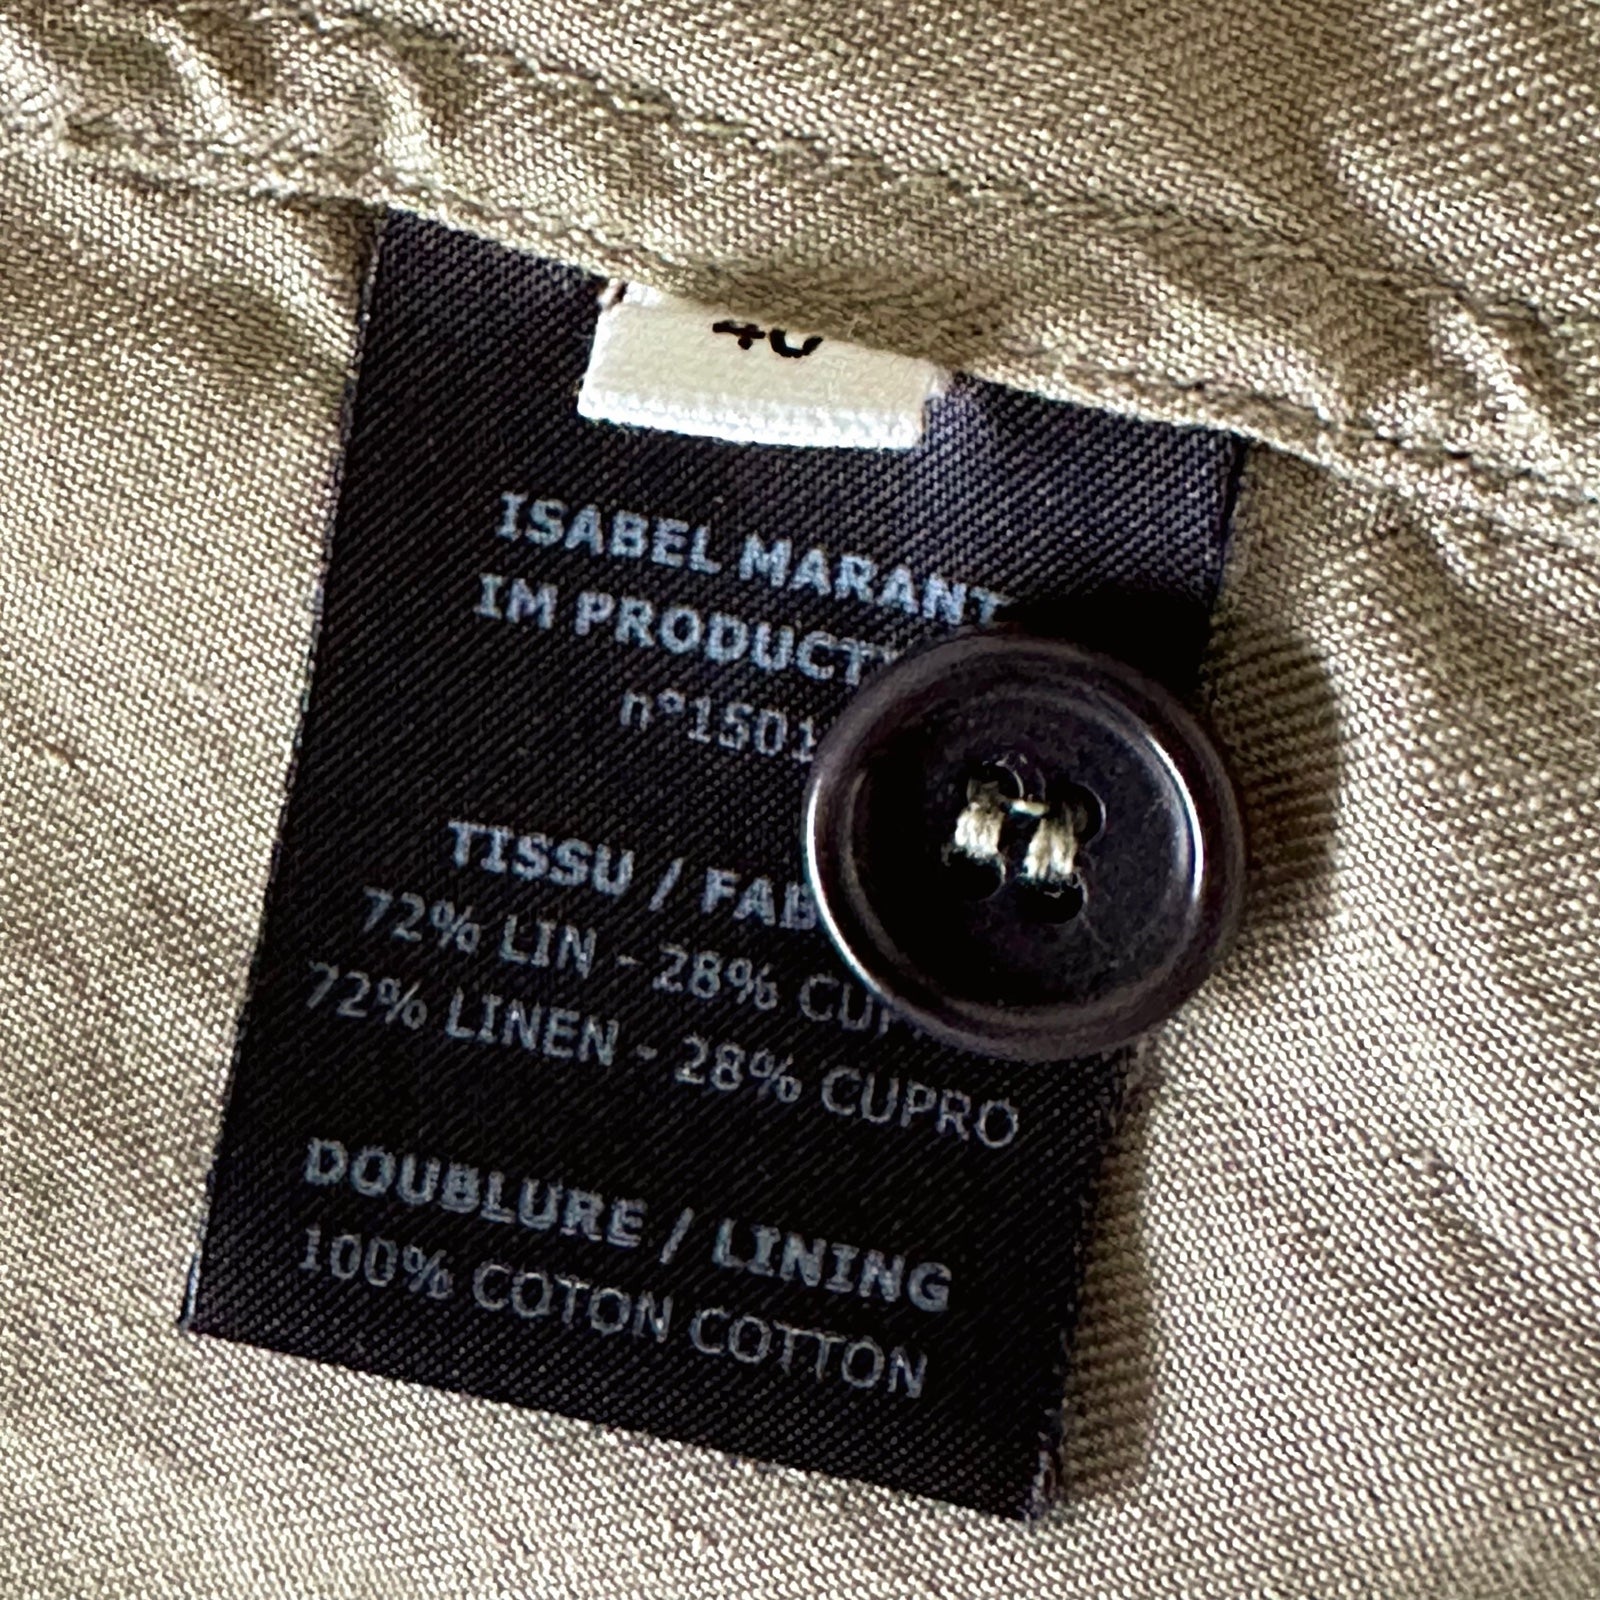 40
ISABEL MARANT
IM PRODUCT
n°1501
TISSU / FAB
72% LIN - 28% CUP
72% LINEN - 28% CUPRO
DOUBLURE / LINING
100% COTON COTTON